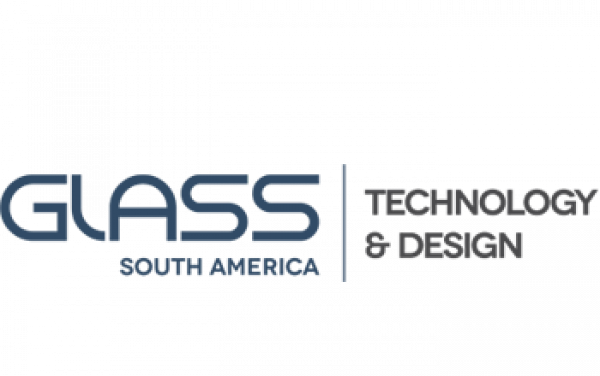 GLASS
SOUTH AMERICA
TECHNOLOGY
& DESIGN